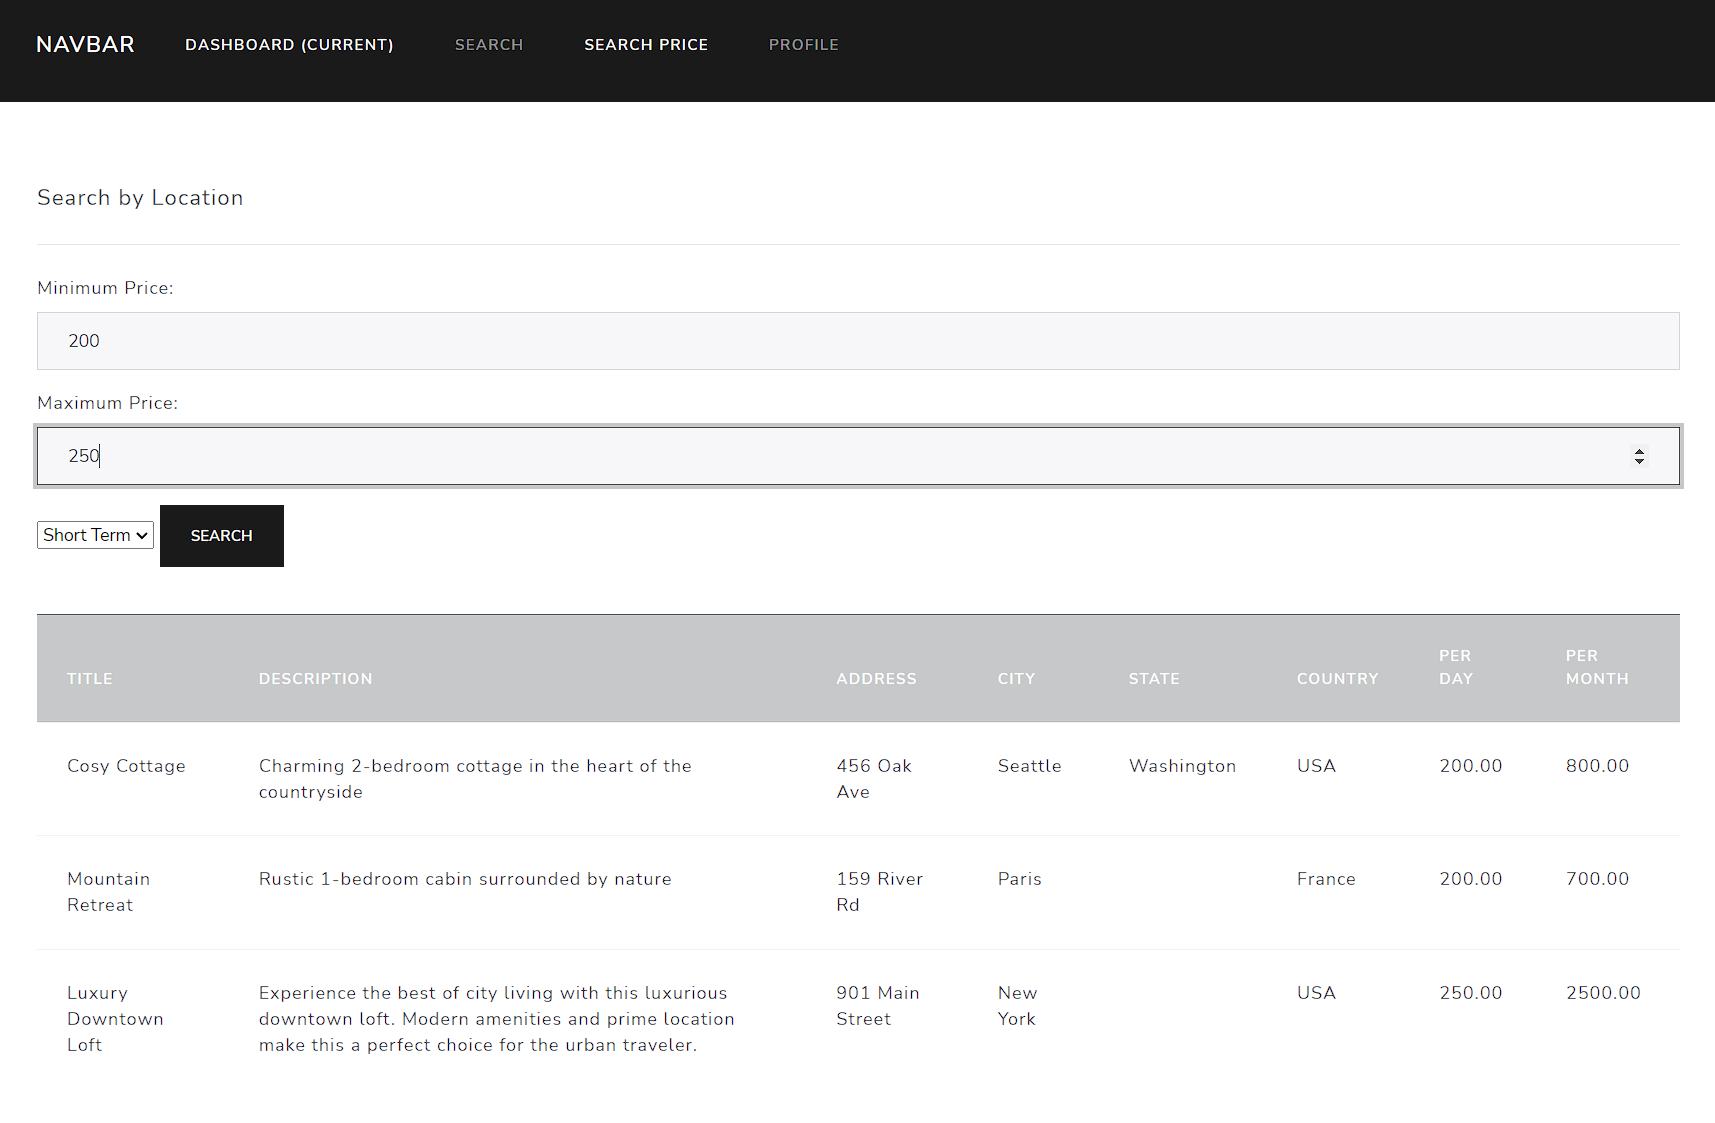 NAVBAR DASHBOARD (CURRENT) SEARCH SEARCH PRICE PROFILE
Search by Location
Minimum Price:
200
Maximum Price:
250
Short Term SEARCH
TITLE DESCRIPTION ADDRESS CITY STATE COUNTRY PER DAY PER MONTH
Cosy Cottage Charming 2-bedroom cottage in the heart of the 456 Oak Seattle Washington USA 200.00 800.00
countryside Ave
Mountain Rustic 1-bedroom cabin surrounded by nature 159 River Paris France 200.00 700.00
Retreat Rd
Luxury Experience the best of city living with this luxurious 901 Main New USA 250.00 2500.00
Downtown downtown loft. Modern amenities and prime location Street York
Loft make this a perfect choice for the urban traveler.